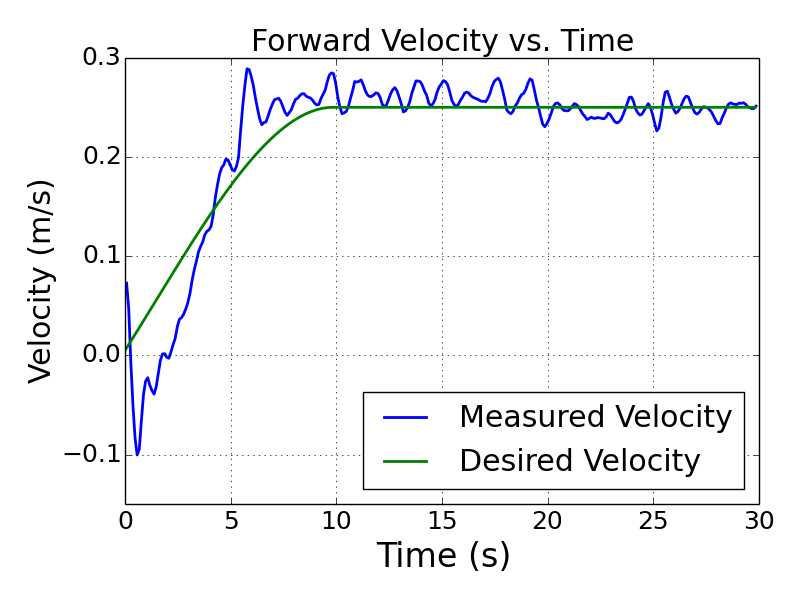 Forward Velocity vs. Time
0.3
0.2
0.1
0.0
−0.1
Velocity (m/s)
Measured Velocity
Desired Velocity
0 5 10 15 20 25 30
Time (s)